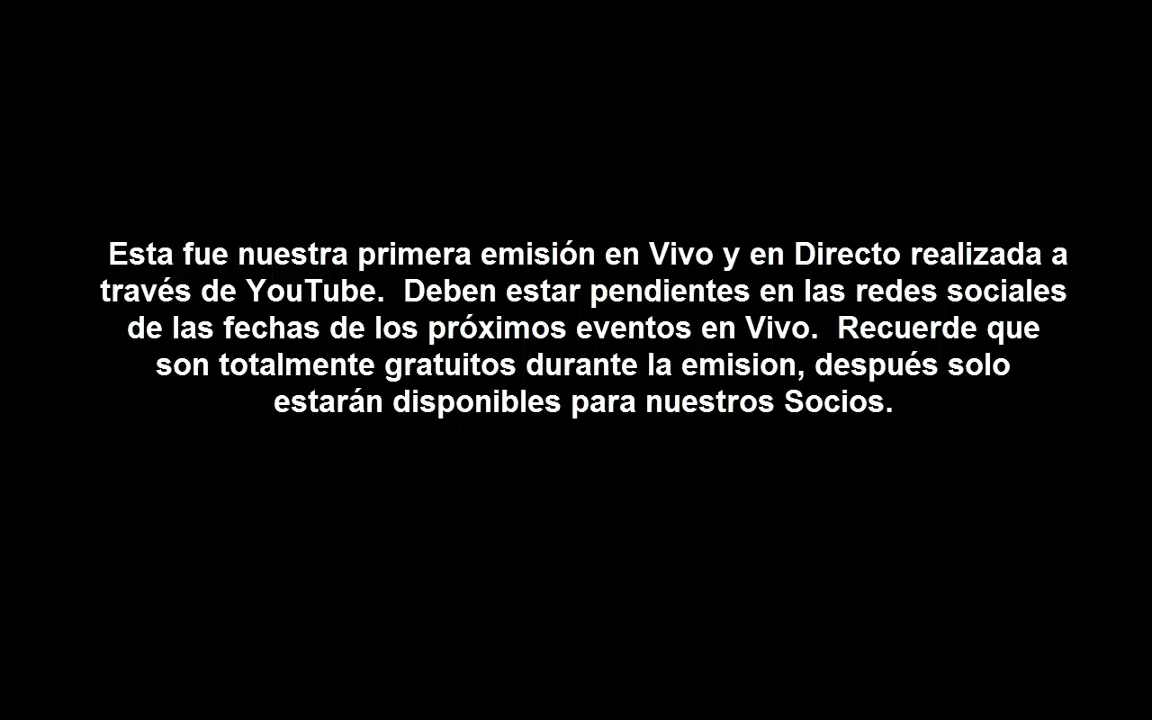 Esta fue nuestra primera emisión en Vivo y en Directo realizada a
través de YouTube.  Deben estar pendientes en las redes sociales
de las fechas de los próximos eventos en Vivo.  Recuerde que
son totalmente gratuitos durante la emision, después solo
estarán disponibles para nuestros Socios.